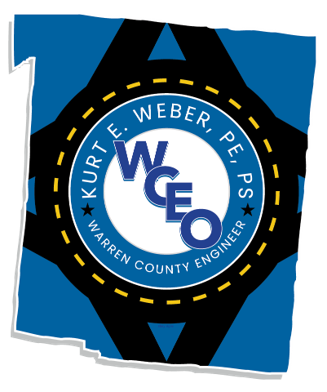 KURT E. WEBER, PE, PS
WCEO
WARREN COUNTY ENGINEER